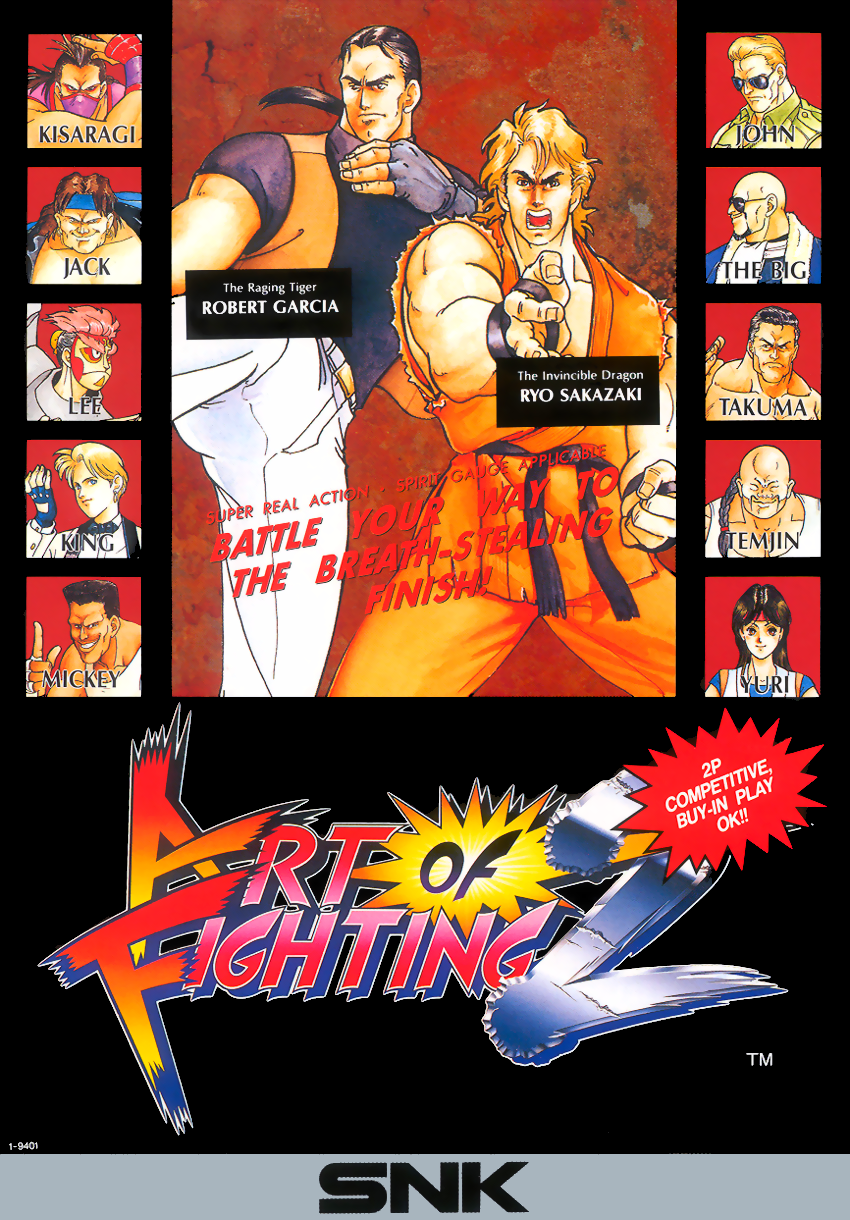 KISARAGI
JACK
LEE
KING
MICKEY
The Raging Tiger
ROBERT GARCIA
The Invincible Dragon
RYO SAKAZAKI
SUPER REAL ACTION · SPIRIT GAUGE APPLICABLE
BATTLE YOUR WAY TO
THE BREATH-STEALING
FINISH!
JOHN
THE BIG
TAKUMA
TEMJIN
YURI
2P
COMPETITIVE,
BUY-IN PLAY
OK!!
ART OF
FIGHTING 2
TM
1-9401
SNK